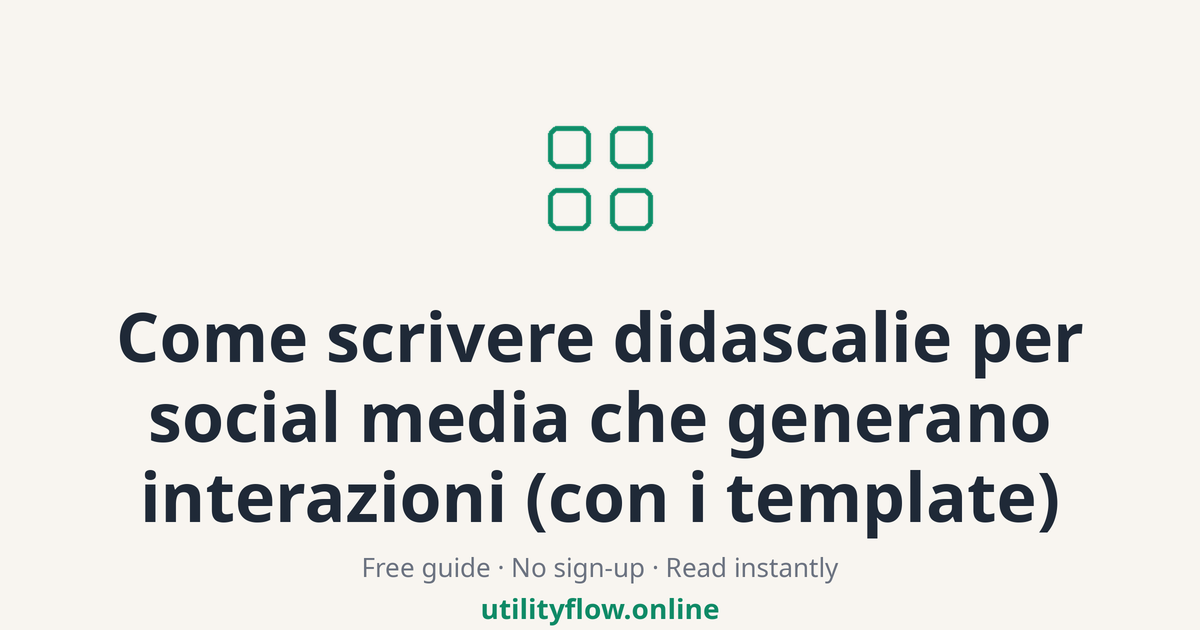 Come scrivere didascalie per
social media che generano
interazioni (con i template)
Free guide · No sign-up · Read instantly
utilityflow.online